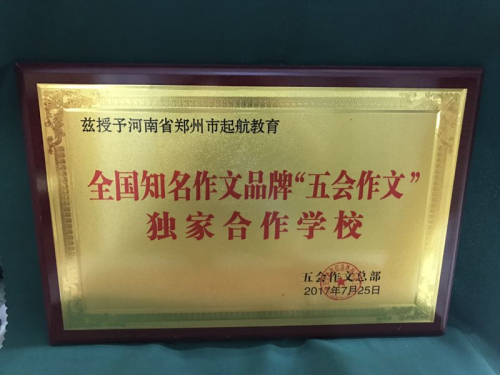 兹授予河南省郑州市起航教育
全国知名作文品牌“五会作文”
独家合作学校
五会作文总部
2017年7月25日